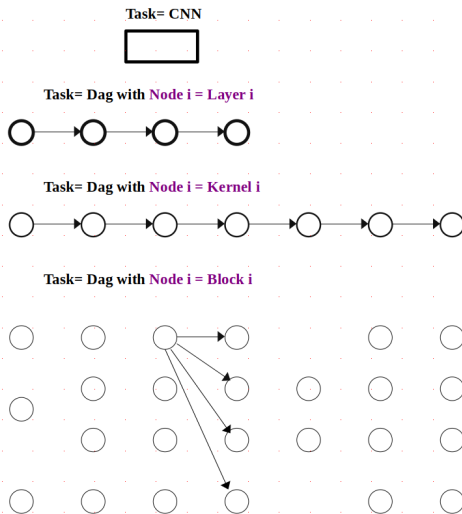 Task= CNN
Task= Dag with Node i = Layer i
Task= Dag with Node i = Kernel i
Task= Dag with Node i = Block i